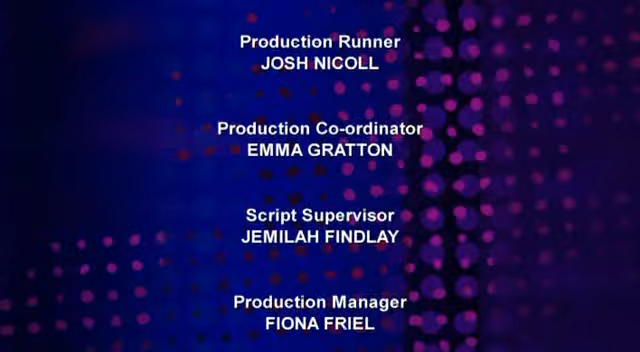 Production Runner
JOSH NICOLL
Production Co-ordinator
EMMA GRATTON
Script Supervisor
JEMILAH FINDLAY
Production Manager
FIONA FRIEL